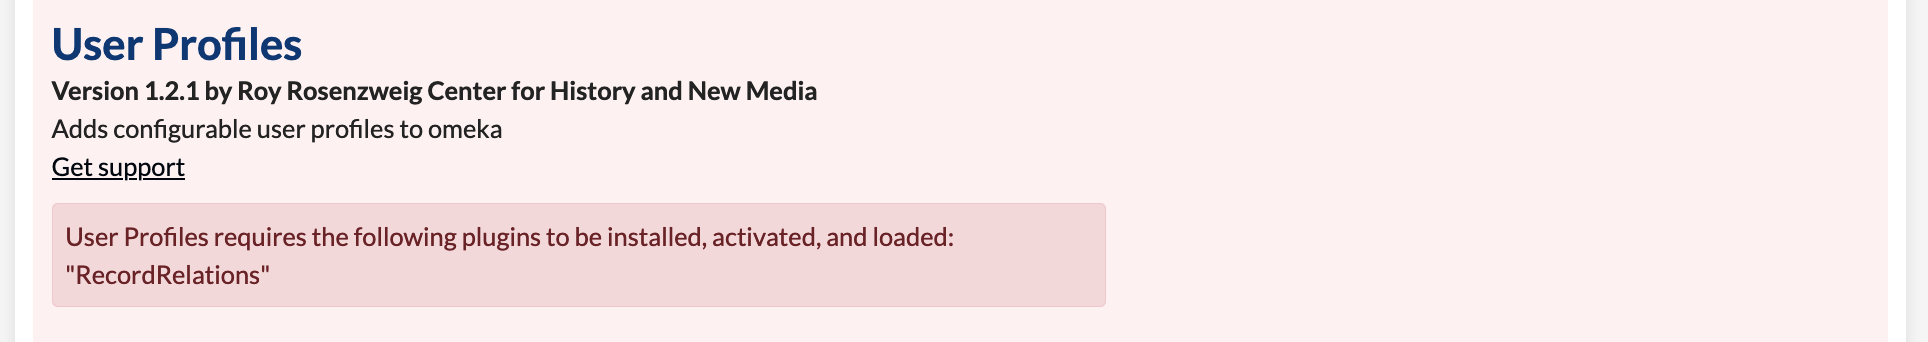 User Profiles
Version 1.2.1 by Roy Rosenzweig Center for History and New Media
Adds configurable user profiles to omeka
Get support
User Profiles requires the following plugins to be installed, activated, and loaded:
"RecordRelations"